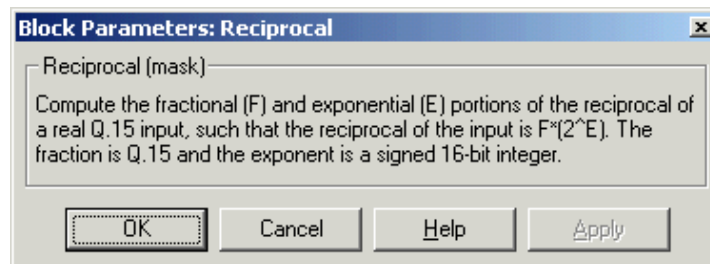 Block Parameters: Reciprocal
Reciprocal (mask)
Compute the fractional (F) and exponential (E) portions of the reciprocal of
a real Q.15 input, such that the reciprocal of the input is F*(2^E). The
fraction is Q.15 and the exponent is a signed 16-bit integer.
OK Cancel Help Apply